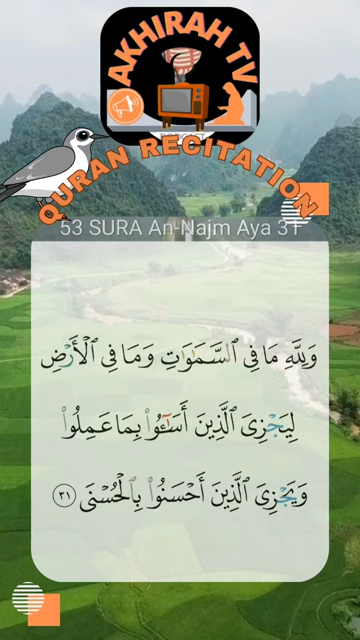 AKHIRAH TV
QURAN RECITATION
53 SURA An-Najm Aya 31
وَلِلَّهِ مَا فِي ٱلسَّمَٰوَٰتِ وَمَا فِي ٱلْأَرْضِ
لِيَجْزِيَ ٱلَّذِينَ أَسَٰٓـُٔوا۟ بِمَا عَمِلُوا۟
وَيَجْزِيَ ٱلَّذِينَ أَحْسَنُوا۟ بِٱلْحُسْنَى ٣١